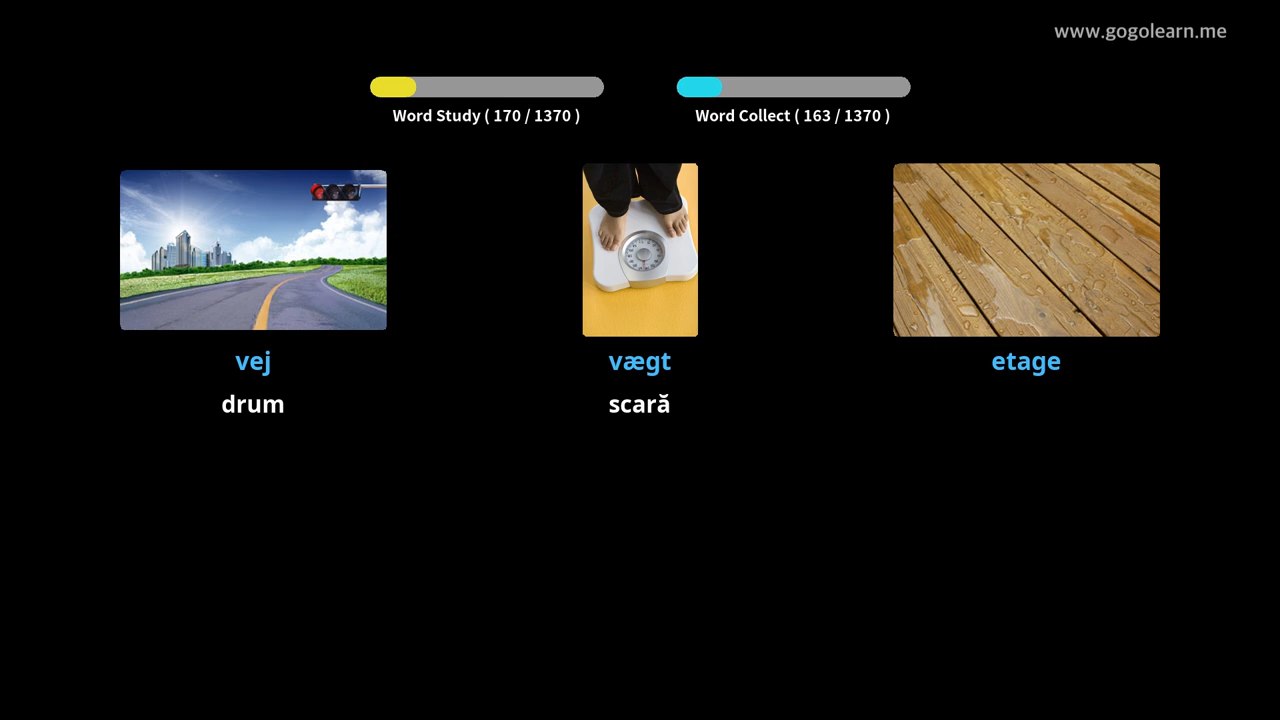 www.gogolearn.me
Word Study ( 170 / 1370 )
Word Collect ( 163 / 1370 )
vej
vægt
etage
drum
scară